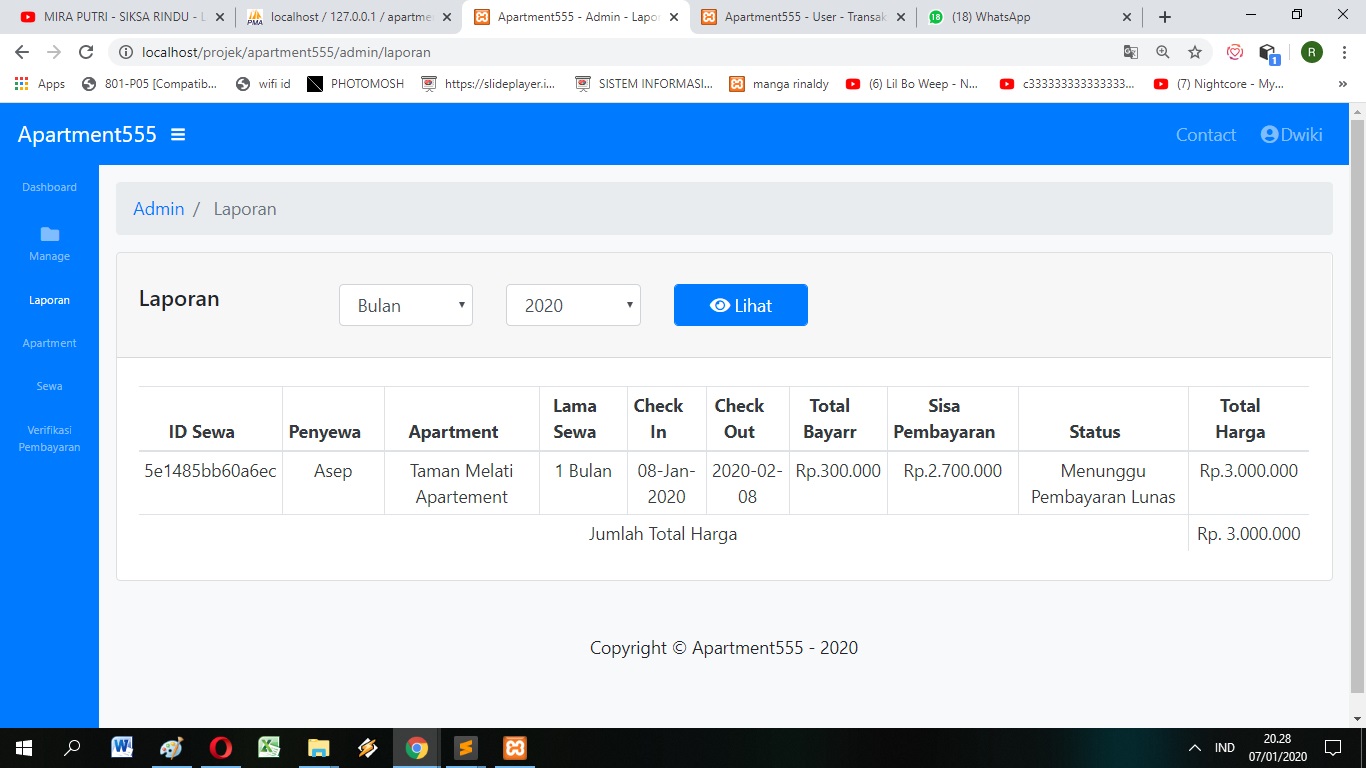 MIRA PUTRI - SIKSA RINDU - L
localhost / 127.0.0.1 / apartme
Apartment555 - Admin - Lapor
Apartment555 - User - Transak
18 (18) WhatsApp
localhost/projek/apartment555/admin/laporan
R
Apps
801-P05 [Compatib...
wifi id
PHOTOMOSH
https://slideplayer.i...
SISTEM INFORMASI...
manga rinaldy
(6) Lil Bo Weep - N...
c333333333333333...
(7) Nightcore - My...
»
1
PMA
Apartment555
Contact
Dwiki
Dashboard
Manage
Laporan
Apartment
Sewa
Verifikasi
Pembayaran
Admin / Laporan
Laporan
Bulan
2020
Lihat
ID Sewa
Penyewa
Apartment
Lama
Sewa
Check
In
Check
Out
Total
Bayarr
Sisa
Pembayaran
Status
Total
Harga
5e1485bb60a6ec
Asep
Taman Melati
Apartement
1 Bulan
08-Jan-
2020
2020-02-
08
Rp.300.000
Rp.2.700.000
Menunggu
Pembayaran Lunas
Rp.3.000.000
Jumlah Total Harga
Rp. 3.000.000
Copyright © Apartment555 - 2020
IND
20.28
07/01/2020